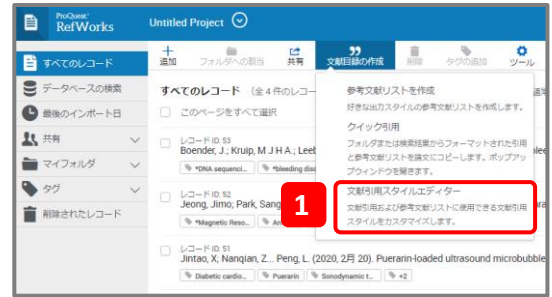 ProQuest®
RefWorks
Untitled Project
すべてのレコード
データベースの検索
最後のインポート日
共有
マイフォルダ
タグ
削除されたレコード
追加
フォルダへの割当
共有
文献目録の作成
削除
タグの追加
ツール
すべてのレコード (全4件のレコー
このページをすべて選択
レコード ID: 53
Boender, J.; Kruip, M J H A.; Leeb
*DNA sequenci...
*bleeding diso
レコード ID: 52
Jeong, Jimo; Park, Sang
*Magnetic Reso..
レコード ID: 51
Jintao, X; Nanqian, Z... Peng, L. (2020, 2月 20). Puerarin-loaded ultrasound microbubble
Diabetic cardio...
Puerarin
Sonodynamic t...
+2
参考文献リストを作成
好きな出力スタイルの参考文献リストを作成します。
クイック引用
フォルダまたは検索結果からフォーマットされた引用
と参考文献リストを論文にコピーします。ポップアッ
プウィンドウを開きます。
1
文献引用スタイルエディター
文献引用および参考文献リストに使用できる文献引用
スタイルをカスタマイズします。